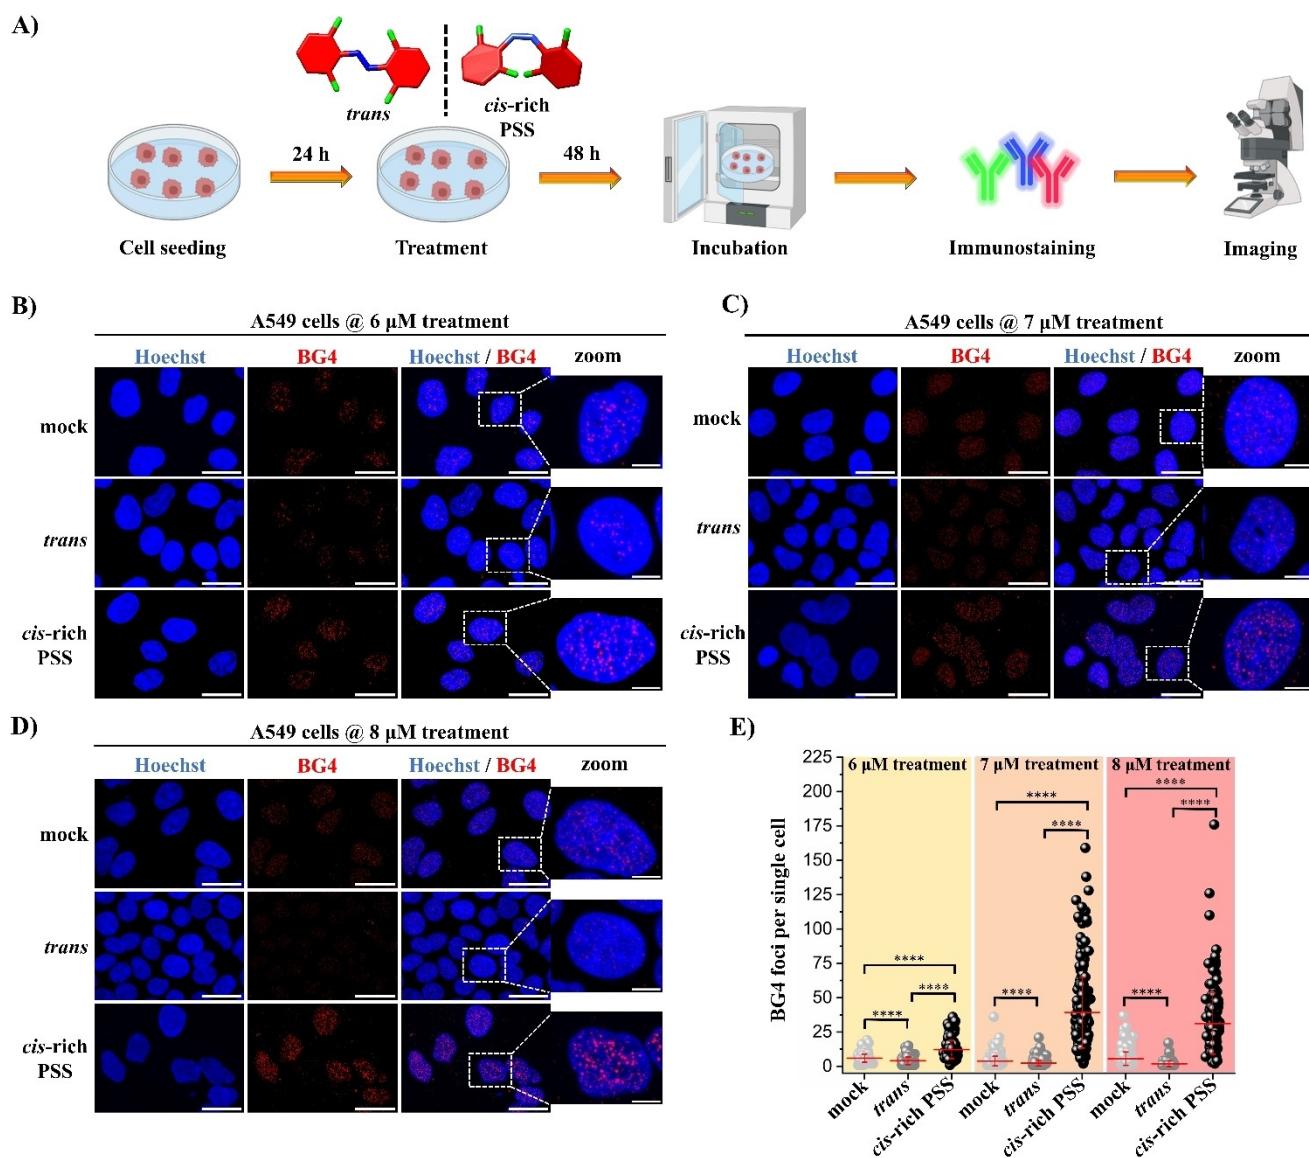 A)
trans
cis-rich
PSS
24 h
48 h
Cell seeding
Treatment
Incubation
Immunostaining
Imaging
B)
A549 cells @ 6 µM treatment
Hoechst
BG4
Hoechst / BG4
zoom
mock
trans
cis-rich
PSS
C)
A549 cells @ 7 µM treatment
Hoechst
BG4
Hoechst / BG4
zoom
mock
trans
cis-rich
PSS
D)
A549 cells @ 8 µM treatment
Hoechst
BG4
Hoechst / BG4
zoom
mock
trans
cis-rich
PSS
E)
BG4 foci per single cell
225
200
175
150
125
100
75
50
25
0
6 µM treatment
7 µM treatment
8 µM treatment
****
****
****
****
****
****
****
****
****
mock
trans
cis-rich PSS
mock
trans
cis-rich PSS
mock
trans
cis-rich PSS